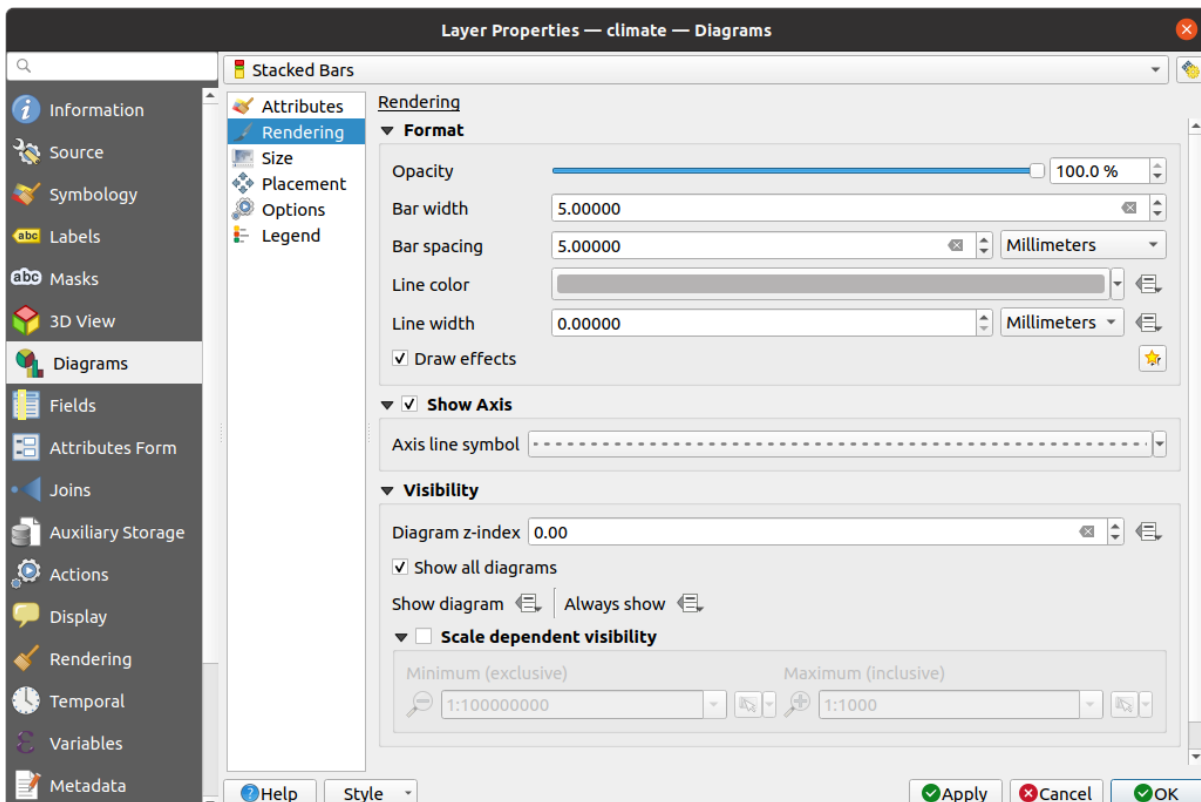 Layer Properties — climate — Diagrams
Stacked Bars
Information
Source
Symbology
abc Labels
abc Masks
3D View
Diagrams
Fields
Attributes Form
Joins
Auxiliary Storage
Actions
Display
Rendering
Temporal
Variables
Metadata
Attributes
Rendering
Size
Placement
Options
Legend
Rendering
Format
Opacity 100.0 %
Bar width 5.00000
Bar spacing 5.00000 Millimeters
Line color
Line width 0.00000 Millimeters
Draw effects
Show Axis
Axis line symbol
Visibility
Diagram z-index 0.00
Show all diagrams
Show diagram Always show
Scale dependent visibility
Minimum (exclusive) Maximum (inclusive)
1:100000000 1:1000
Help Style Apply Cancel OK